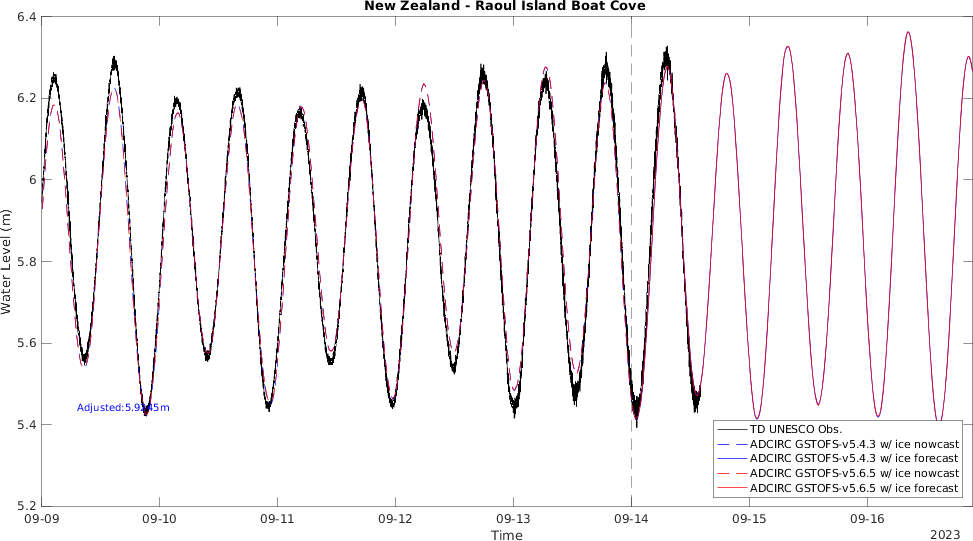 New Zealand - Raoul Island Boat Cove
6.4
6.2
6
5.8
5.6
5.4
5.2
Water Level (m)
Adjusted:5.9245m
TD UNESCO Obs.
ADCIRC GSTOFS-v5.4.3 w/ ice nowcast
ADCIRC GSTOFS-v5.4.3 w/ ice forecast
ADCIRC GSTOFS-v5.6.5 w/ ice nowcast
ADCIRC GSTOFS-v5.6.5 w/ ice forecast
09-09 09-10 09-11 09-12 09-13 09-14 09-15 09-16
Time
2023